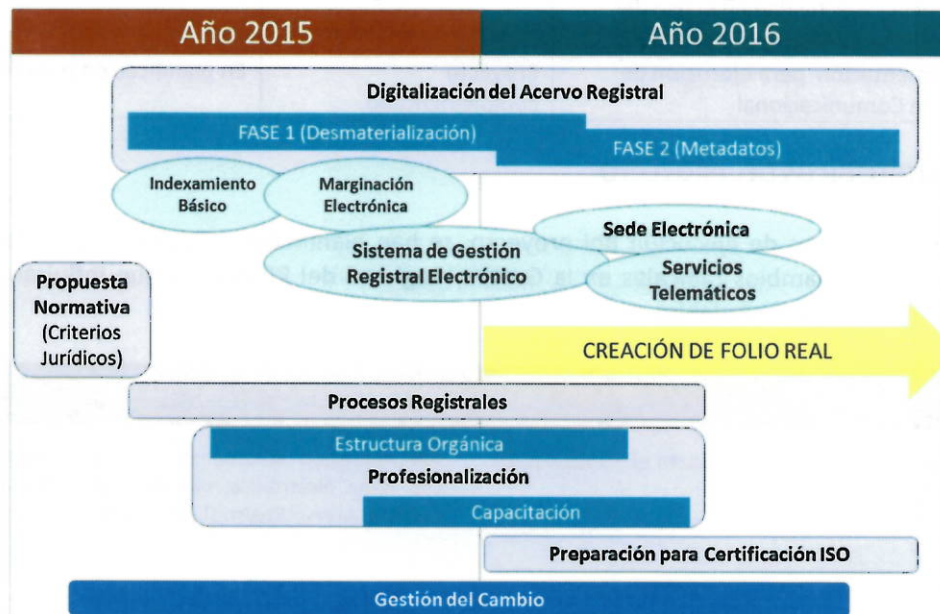 Año 2015
Año 2016
Digitalización del Acervo Registral
FASE 1 (Desmaterialización)
FASE 2 (Metadatos)
Indexamiento
Básico
Marginación
Electrónica
Sede Electrónica
Sistema de Gestión
Registral Electrónico
Servicios
Telemáticos
Propuesta
Normativa
(Criterios
Jurídicos)
CREACIÓN DE FOLIO REAL
Procesos Registrales
Estructura Orgánica
Profesionalización
Capacitación
Preparación para Certificación ISO
Gestión del Cambio